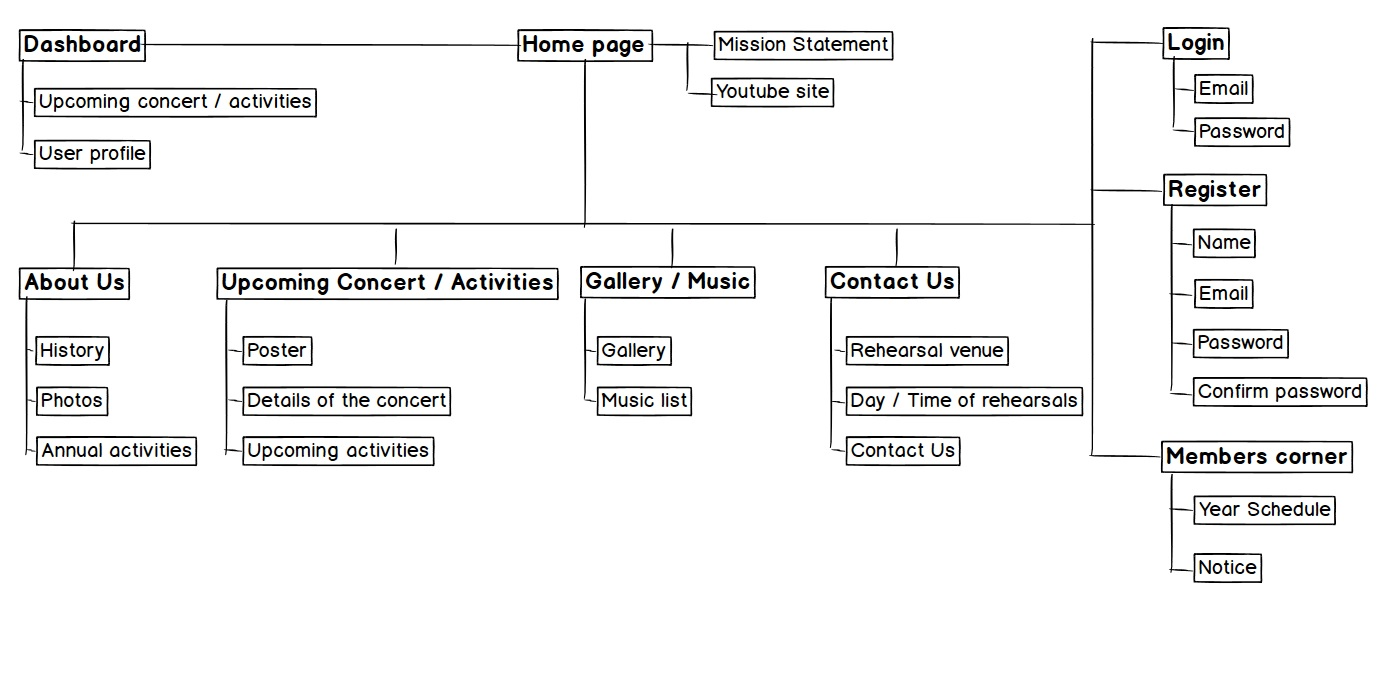 Dashboard
Upcoming concert / activities
User profile
Home page
Mission Statement
Youtube site
Login
Email
Password
Register
Name
Email
Password
Confirm password
Members corner
Year Schedule
Notice
About Us
History
Photos
Annual activities
Upcoming Concert / Activities
Poster
Details of the concert
Upcoming activities
Gallery / Music
Gallery
Music list
Contact Us
Rehearsal venue
Day / Time of rehearsals
Contact Us